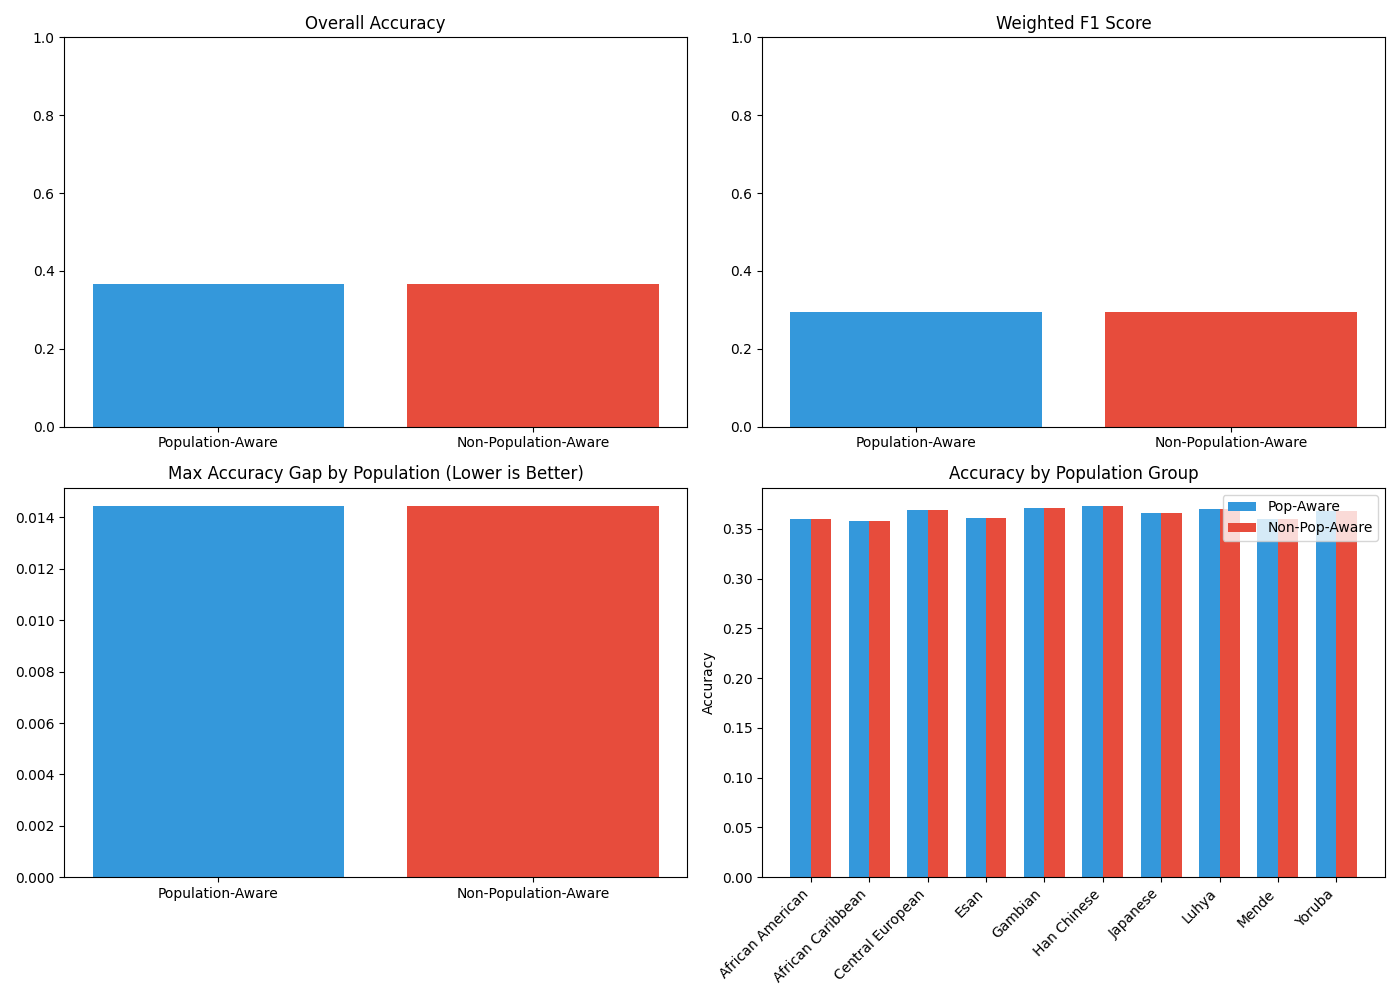 Overall Accuracy
1.0
0.8
0.6
0.4
0.2
0.0
Population-Aware
Non-Population-Aware
Weighted F1 Score
1.0
0.8
0.6
0.4
0.2
0.0
Population-Aware
Non-Population-Aware
Max Accuracy Gap by Population (Lower is Better)
0.014
0.012
0.010
0.008
0.006
0.004
0.002
0.000
Population-Aware
Non-Population-Aware
Accuracy by Population Group
Pop-Aware
Non-Pop-Aware
Accuracy
0.35
0.30
0.25
0.20
0.15
0.10
0.05
0.00
African American
African Caribbean
Central European
Esan
Gambian
Han Chinese
Japanese
Luhya
Mende
Yoruba